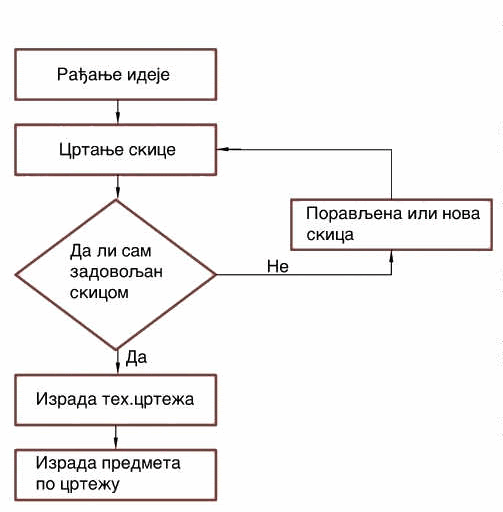 Рађање идеје
Цртање скице
Порављена или нова
скица
Да ли сам
задовољан
скицом
Не
Да
Израда тех.цртежа
Израда предмета
по цртежу